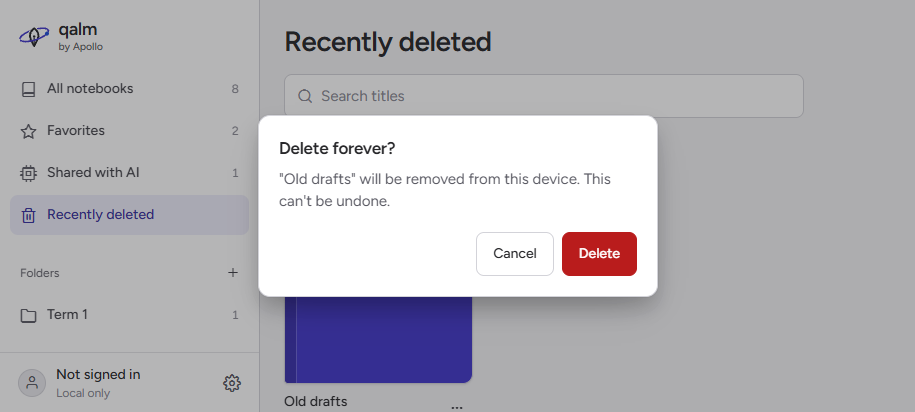 qalm
by Apollo
All notebooks 8
Favorites 2
Shared with AI 1
Recently deleted
Folders +
Term 1 1
Not signed in
Local only
Recently deleted
Search titles
Delete forever?
"Old drafts" will be removed from this device. This
can't be undone.
Cancel Delete
Old drafts ...